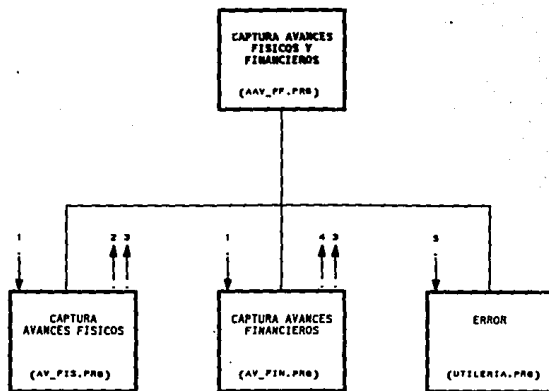 CAPTURA AVANCES
FISICOS Y
FINANCIEROS
(AAV_FF.PRG)
1 2 3 1 4 3 5
CAPTURA
AVANCES FISICOS
(AV_FIS.PRG)
CAPTURA AVANCES
FINANCIEROS
(AV_FIN.PRG)
ERROR
(UTILERIA.PRG)